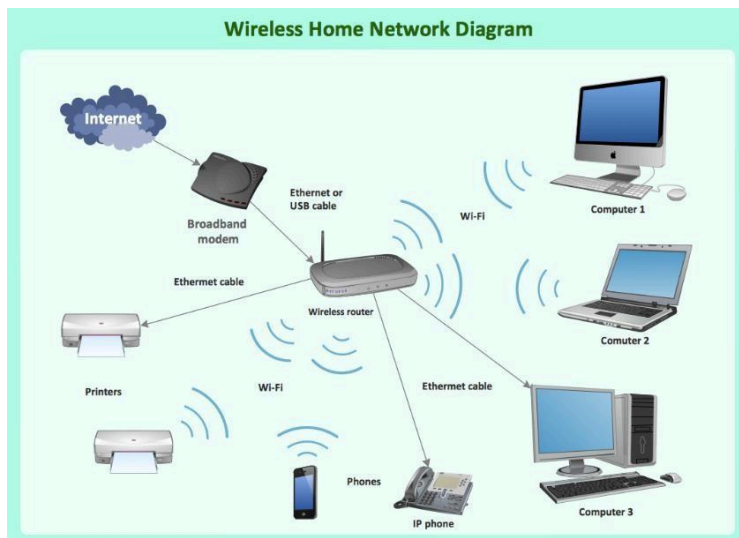 Wireless Home Network Diagram
Internet
Broadband
modem
Ethernet or
USB cable
Wi-Fi
Computer 1
Ethernet cable
Wireless router
Comuter 2
Printers
Wi-Fi
Ethermet cable
Phones
IP phone
Computer 3